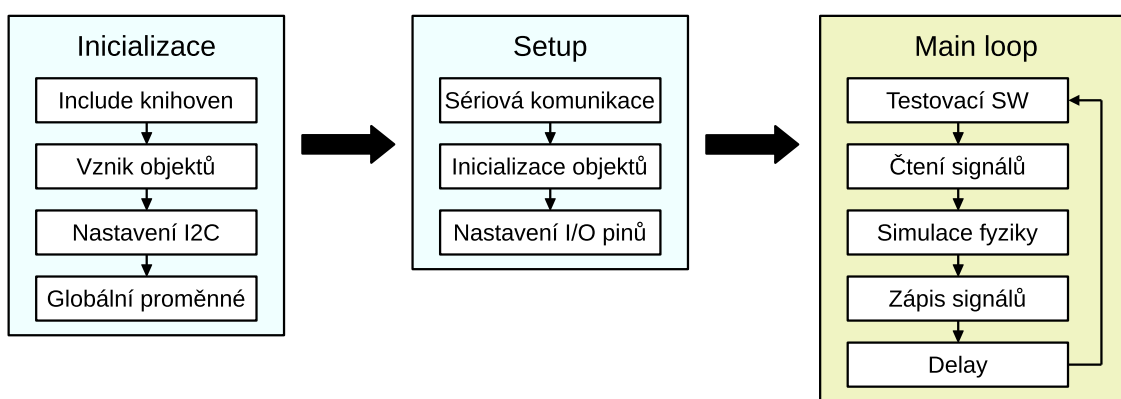 Inicializace
Include knihoven
Vznik objektů
Nastavení I2C
Globální proměnné
Setup
Sériová komunikace
Inicializace objektů
Nastavení I/O pinů
Main loop
Testovací SW
Čtení signálů
Simulace fyziky
Zápis signálů
Delay